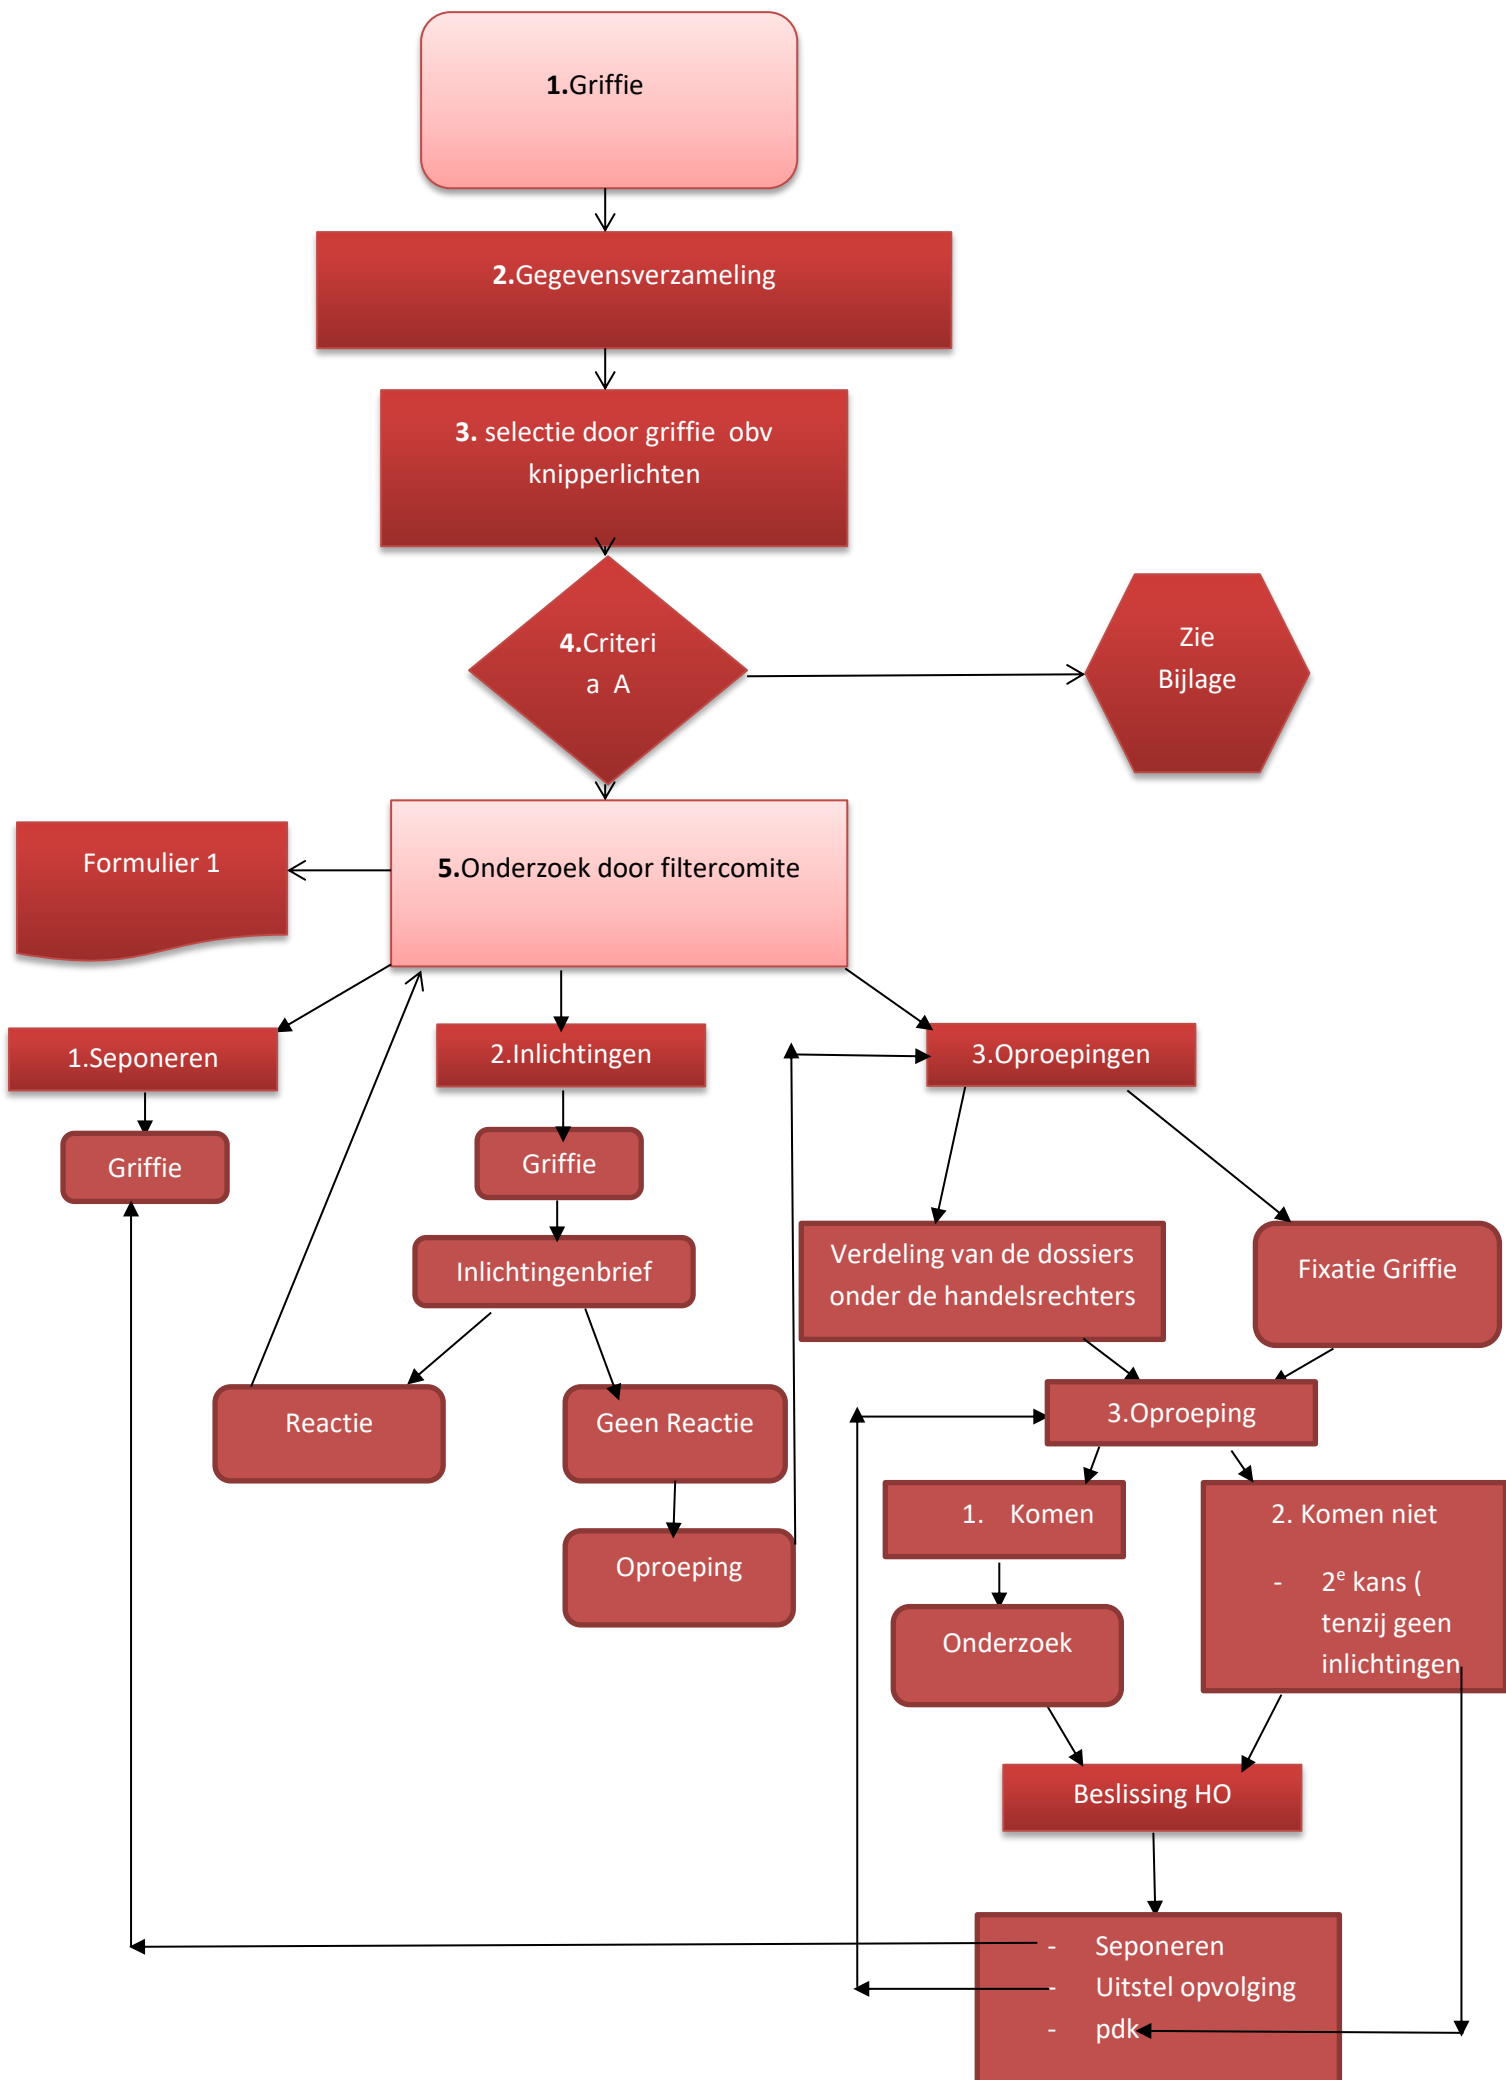 1.Griffie
2.Gegevensverzameling
3. selectie door griffie obv
knipperlichten
4.Criteri
a A
Zie
Bijlage
Formulier 1
5.Onderzoek door filtercomite
1.Seponeren
2.Inlichtingen
3.Oproepingen
Griffie
Griffie
Inlichtingenbrief
Verdeling van de dossiers
onder de handelsrechters
Fixatie Griffie
Reactie
Geen Reactie
3.Oproeping
Oproeping
1. Komen
2. Komen niet
- 2e kans (
tenzij geen
inlichtingen
Onderzoek
Beslissing HO
- Seponeren
- Uitstel opvolging
- pdk